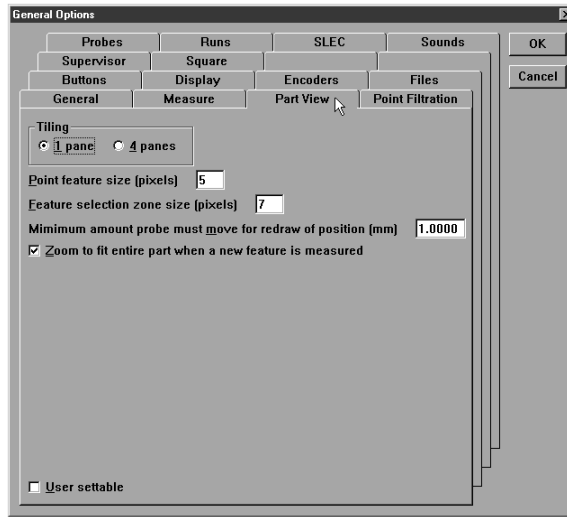 General Options
Probes Runs SLEC Sounds
OK
Supervisor Square
Buttons Display Encoders Files
Cancel
General Measure Part View Point Filtration
Tiling
1 pane 4 panes
Point feature size (pixels) 5
Feature selection zone size (pixels) 7
Mimimum amount probe must move for redraw of position (mm) 1.0000
Zoom to fit entire part when a new feature is measured
User settable